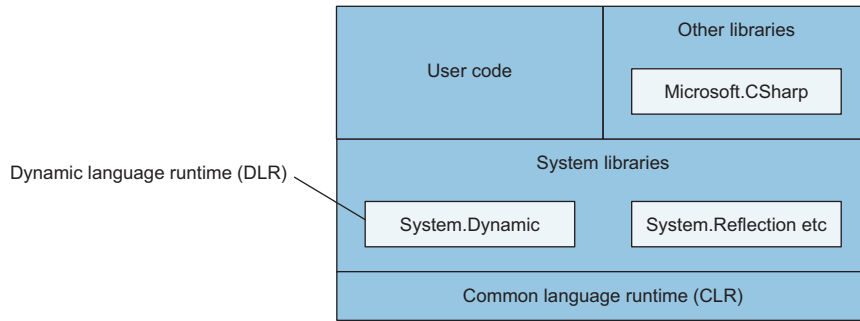 Other libraries
User code
Microsoft.CSharp
System libraries
Dynamic language runtime (DLR)
System.Dynamic
System.Reflection etc
Common language runtime (CLR)